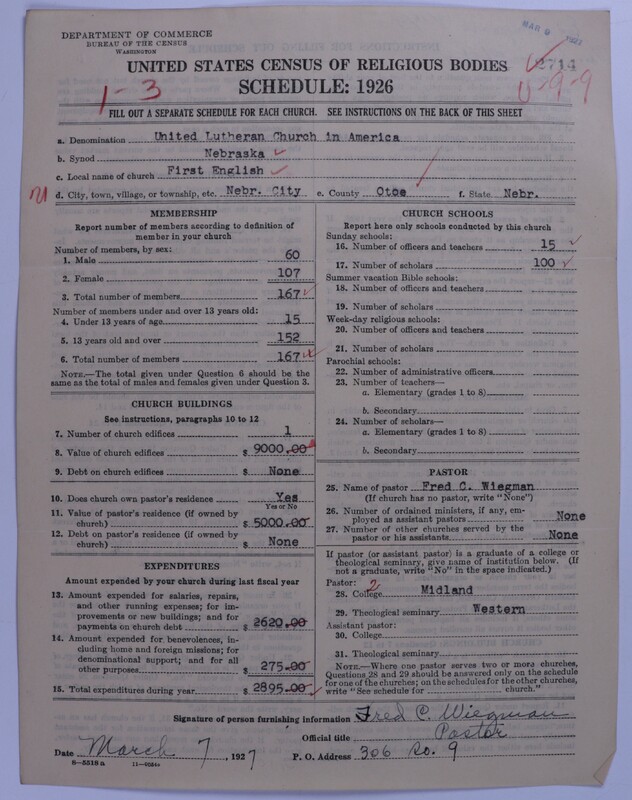 DEPARTMENT OF COMMERCE
BUREAU OF THE CENSUS
WASHINGTON
MAR 9 1927
UNITED STATES CENSUS OF RELIGIOUS BODIES
2714
SCHEDULE: 1926
1-3
U-9-9
FILL OUT A SEPARATE SCHEDULE FOR EACH CHURCH. SEE INSTRUCTIONS ON THE BACK OF THIS SHEET
a. Denomination United Lutheran Church in America
b. Synod Nebraska
c. Local name of church First English
d. City, town, village, or township, etc. Nebr. City e. County Otoe f. State Nebr.
MEMBERSHIP
Report number of members according to definition of
member in your church
Number of members, by sex:
1. Male 60
2. Female 107
3. Total number of members 167
Number of members under and over 13 years old:
4. Under 13 years of age 15
5. 13 years old and over 152
6. Total number of members 167
NOTE.—The total given under Question 6 should be the
same as the total of males and females given under Question 3.
CHURCH BUILDINGS
See instructions, paragraphs 10 to 12
7. Number of church edifices 1
8. Value of church edifices $ 9000.00
9. Debt on church edifices $ None
10. Does church own pastor's residence Yes
Yes or No
11. Value of pastor's residence (if owned by
church) $ 5000.00
12. Debt on pastor's residence (if owned by
church) $ None
EXPENDITURES
Amount expended by your church during last fiscal year
13. Amount expended for salaries, repairs,
and other running expenses; for im-
provements or new buildings; and for
payments on church debt $ 2620.00
14. Amount expended for benevolences, in-
cluding home and foreign missions; for
denominational support; and for all
other purposes $ 275.00
15. Total expenditures during year $ 2895.00
CHURCH SCHOOLS
Report here only schools conducted by this church
Sunday schools:
16. Number of officers and teachers 15
17. Number of scholars 100
Summer vacation Bible schools:
18. Number of officers and teachers
19. Number of scholars
Week-day religious schools:
20. Number of officers and teachers
21. Number of scholars
Parochial schools:
22. Number of administrative officers
23. Number of teachers—
a. Elementary (grades 1 to 8)
b. Secondary
24. Number of scholars—
a. Elementary (grades 1 to 8)
b. Secondary
PASTOR
25. Name of pastor Fred C. Wiegman
(If church has no pastor, write "None")
26. Number of ordained ministers, if any, em-
ployed as assistant pastors None
27. Number of other churches served by the
pastor or his assistants None
If pastor (or assistant pastor) is a graduate of a college or
theological seminary, give name of institution below. (If
not a graduate, write "No" in the space indicated.)
Pastor: 2
28. College Midland
29. Theological seminary Western
Assistant pastor:
30. College
31. Theological seminary
NOTE.—Where one pastor serves two or more churches,
Questions 28 and 29 should be answered only on the schedule
for one of the churches; on the schedules for the other churches,
write "See schedule for church."
Signature of person furnishing information Fred C. Wiegman
Official title Pastor
Date March 7, 1927 P. O. Address 306 So. 9
8—5518 a